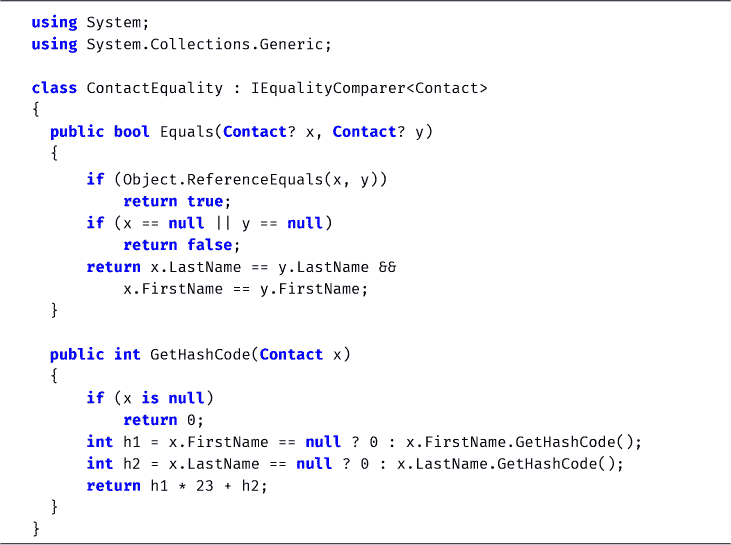 using System;
using System.Collections.Generic;

class ContactEquality : IEqualityComparer<Contact>
{
  public bool Equals(Contact? x, Contact? y)
  {
      if (Object.ReferenceEquals(x, y))
          return true;
      if (x == null || y == null)
          return false;
      return x.LastName == y.LastName &&
          x.FirstName == y.FirstName;
  }

  public int GetHashCode(Contact x)
  {
      if (x is null)
          return 0;
      int h1 = x.FirstName == null ? 0 : x.FirstName.GetHashCode();
      int h2 = x.LastName == null ? 0 : x.LastName.GetHashCode();
      return h1 * 23 + h2;
  }
}